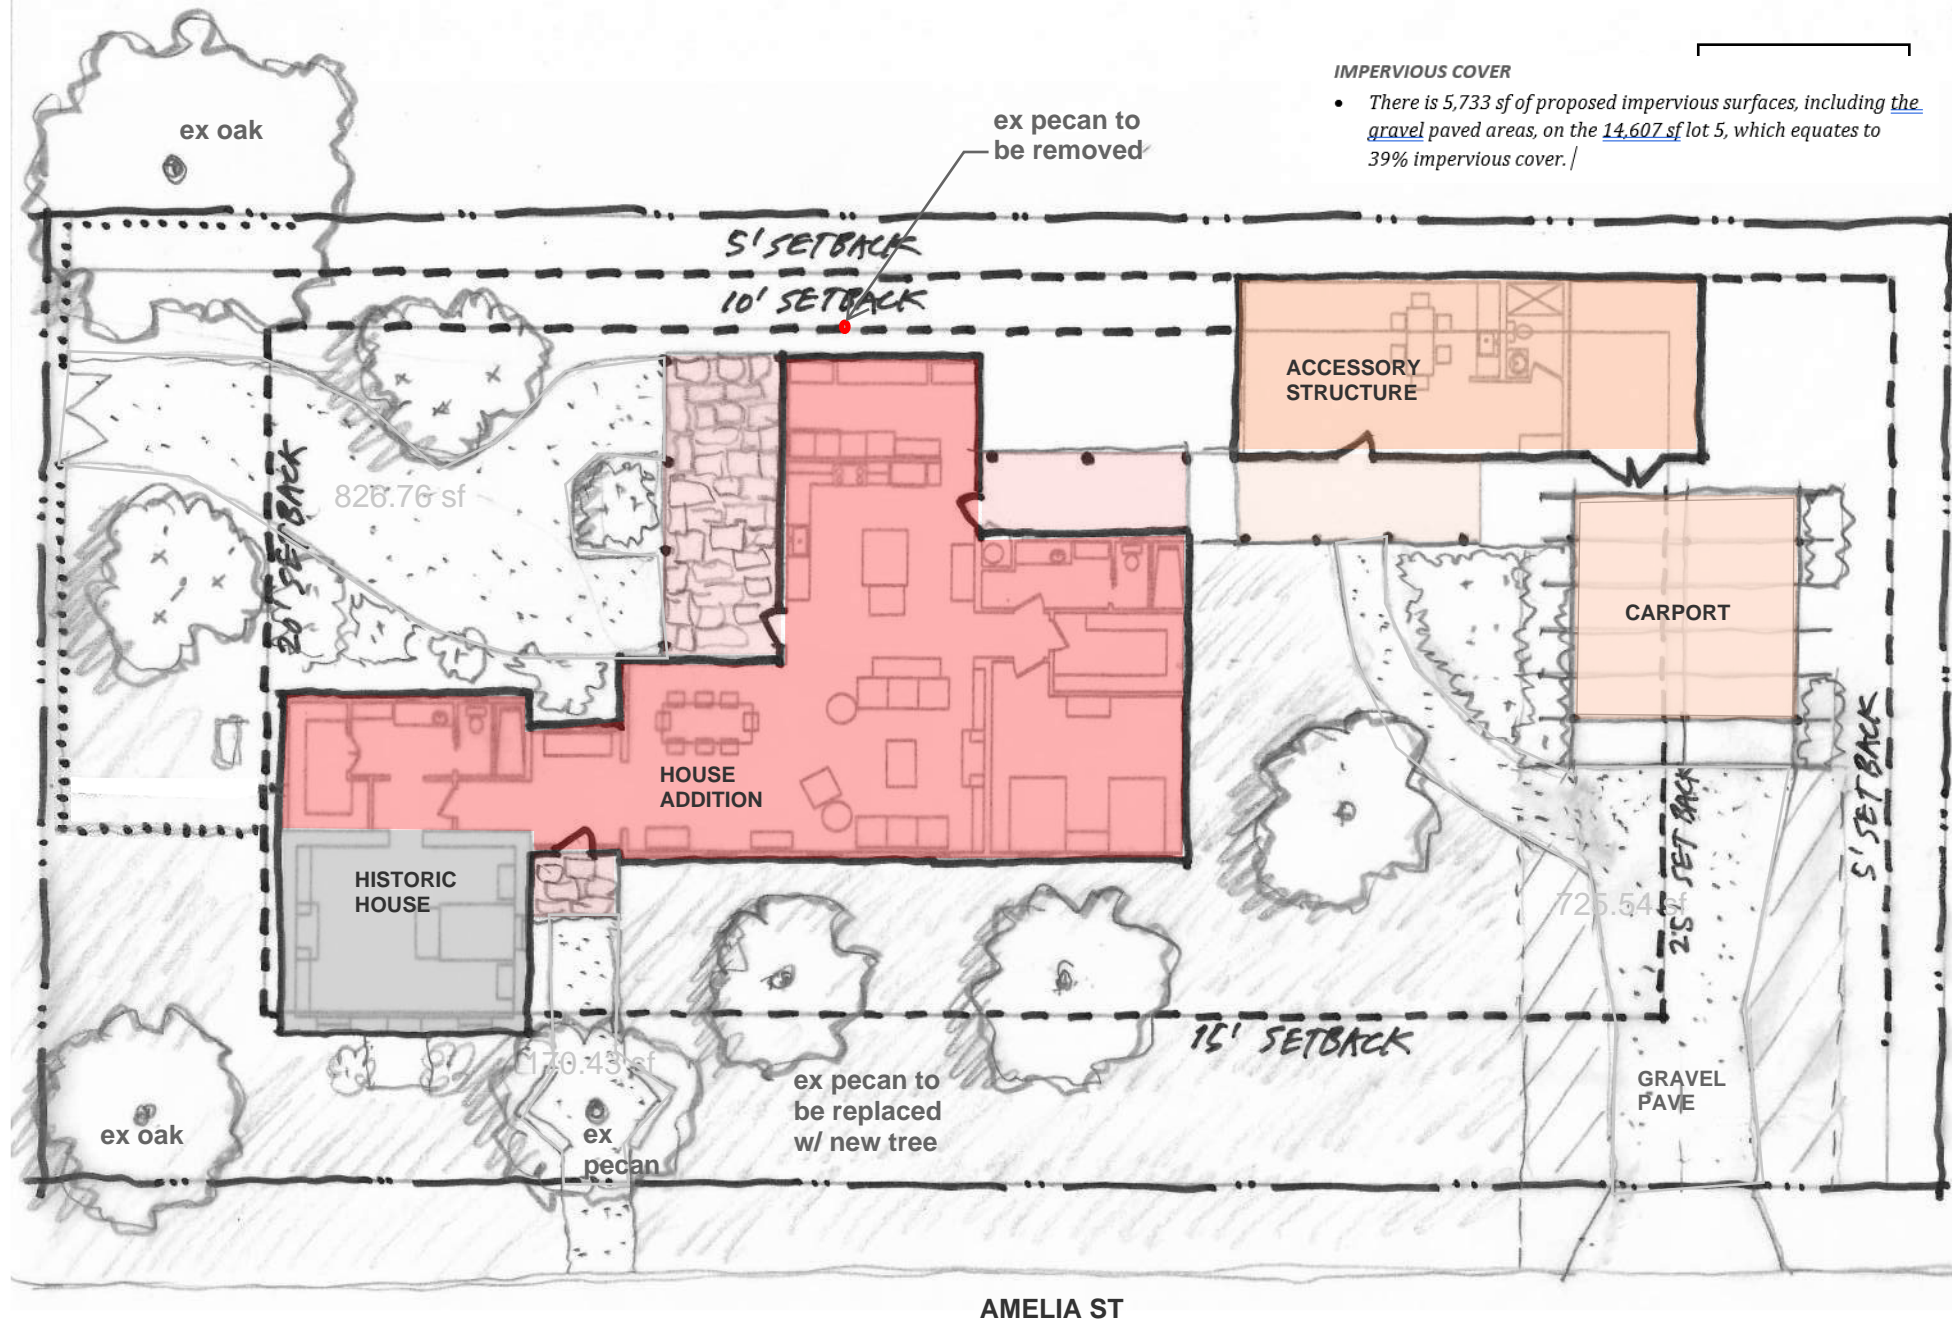 IMPERVIOUS COVER
• There is 5,733 sf of proposed impervious surfaces, including the
gravel paved areas, on the 14,607 sf lot 5, which equates to
39% impervious cover.
ex oak
ex pecan to
be removed
5' SETBACK
10' SETBACK
ACCESSORY
STRUCTURE
20' SETBACK
826.76 sf
CARPORT
HOUSE
ADDITION
5' SETBACK
25' SETBACK
HISTORIC
HOUSE
725.54 sf
15' SETBACK
170.43 sf
ex pecan to
be replaced
w/ new tree
GRAVEL
PAVE
ex oak
ex
pecan
AMELIA ST